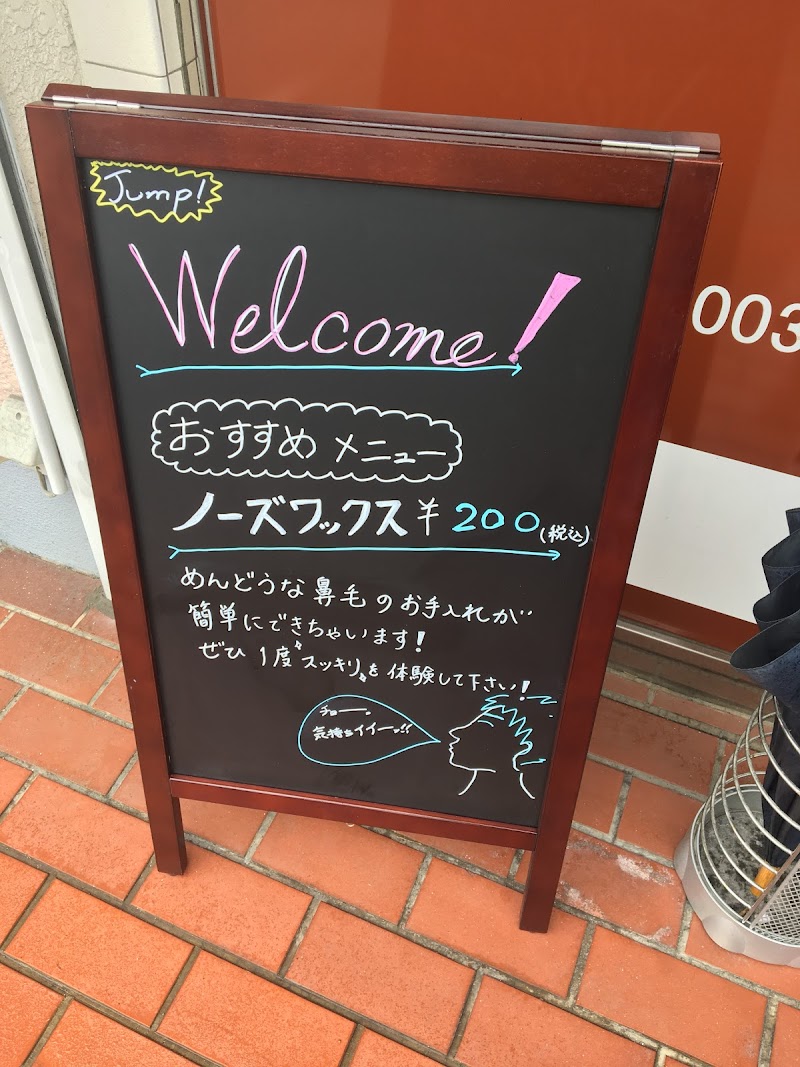 Jump!
Welcome!
おすすめ メニュー
ノーズワックス ¥200(税込)
めんどうな鼻毛のお手入れが
簡単にできちゃいます!
ぜひ1度"スッキリ"を体験して下さい!
チョー。
気持ちイイーッ!!
003